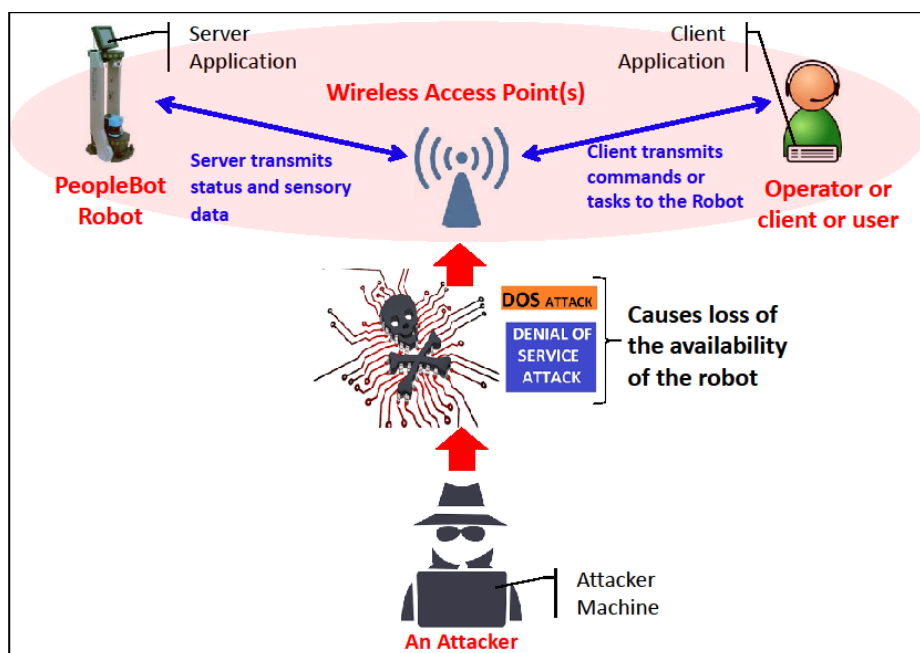 Server
Application
Client
Application
Wireless Access Point(s)
Server transmits
status and sensory
data
Client transmits
commands or
tasks to the Robot
PeopleBot
Robot
Operator or
client or user
DOS ATTACK
DENIAL OF
SERVICE
ATTACK
Causes loss of
the availability
of the robot
Attacker
Machine
An Attacker